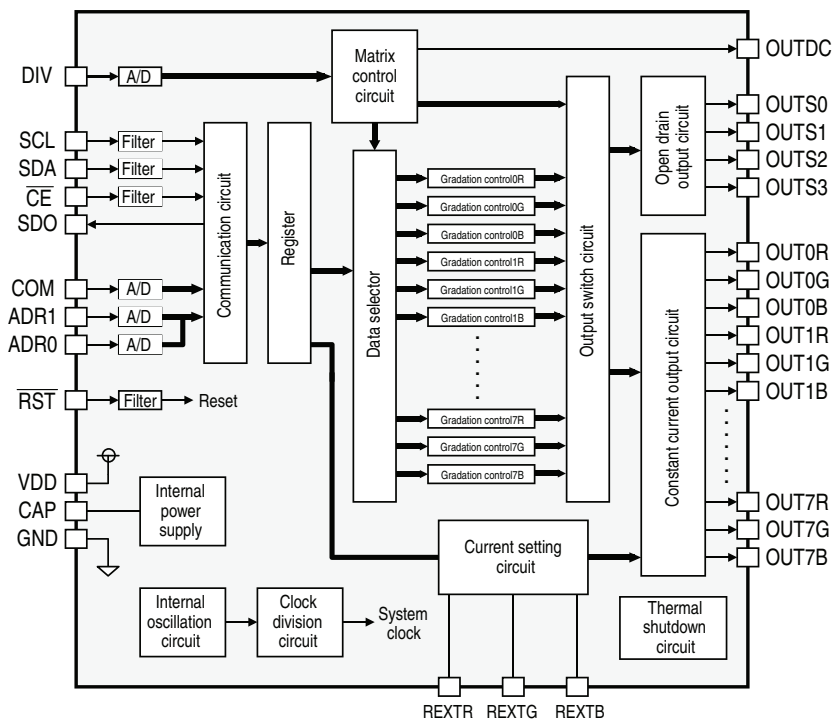 DIV
A/D
Matrix
control
circuit
OUTDC
SCL
Filter
SDA
Filter
CE
Filter
SDO
COM
A/D
ADR1
A/D
ADR0
A/D
RST
Filter
Reset
Communication circuit
Register
Data selector
Gradation control0R
Gradation control0G
Gradation control0B
Gradation control1R
Gradation control1G
Gradation control1B
Gradation control7R
Gradation control7G
Gradation control7B
Output switch circuit
Open drain
output circuit
OUTS0
OUTS1
OUTS2
OUTS3
Constant current output circuit
OUT0R
OUT0G
OUT0B
OUT1R
OUT1G
OUT1B
OUT7R
OUT7G
OUT7B
VDD
CAP
GND
Internal
power
supply
Current setting
circuit
Internal
oscillation
circuit
Clock
division
circuit
System
clock
Thermal
shutdown
circuit
REXTR
REXTG
REXTB